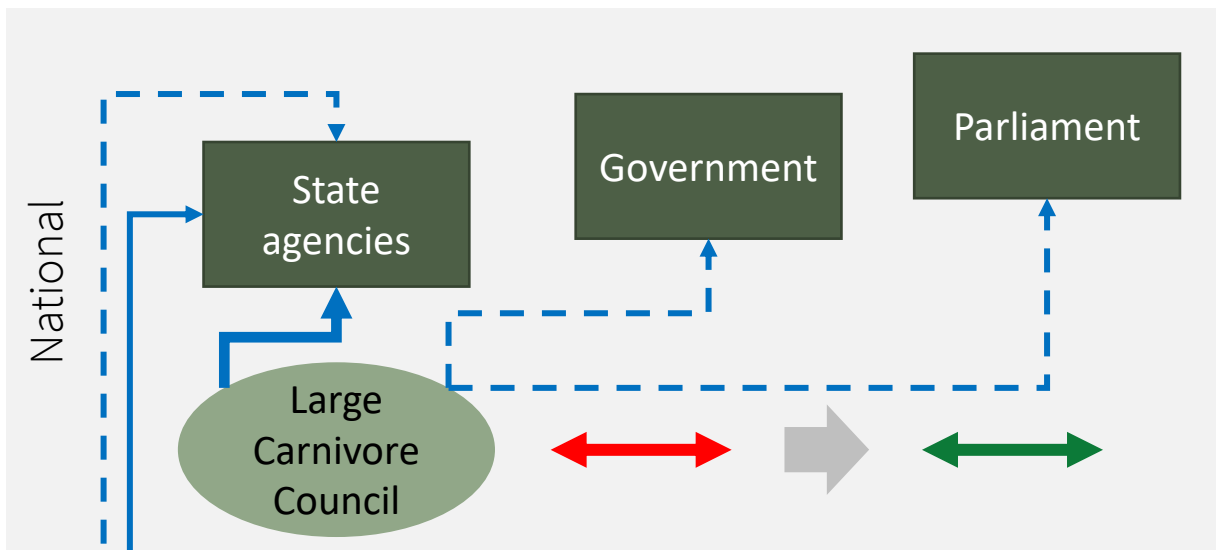 National
State
agencies
Government
Parliament
Large
Carnivore
Council